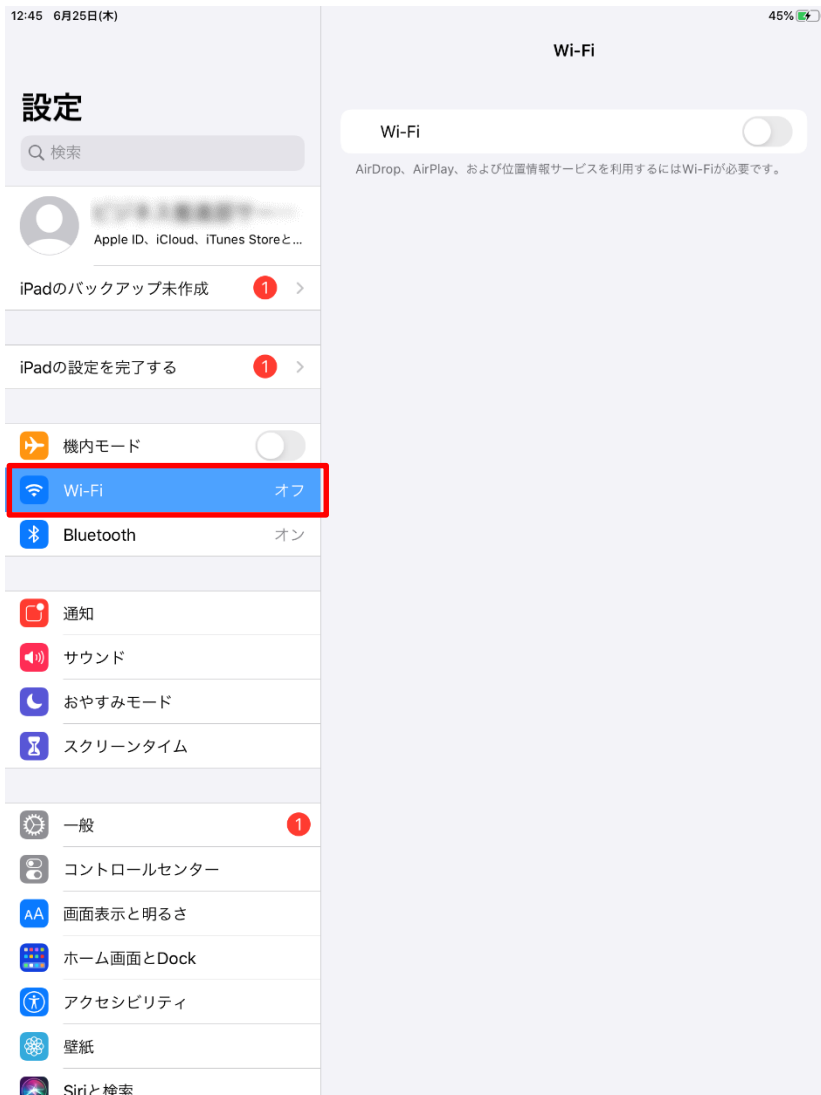 12:45 6月25日(木)
45%
設定
検索
Apple ID、iCloud、iTunes Storeと...
iPadのバックアップ未作成 1
iPadの設定を完了する 1
機内モード
Wi-Fi オフ
Bluetooth オン
通知
サウンド
おやすみモード
スクリーンタイム
一般 1
コントロールセンター
AA 画面表示と明るさ
ホーム画面とDock
アクセシビリティ
壁紙
Siriと検索
Wi-Fi
Wi-Fi
AirDrop、AirPlay、および位置情報サービスを利用するにはWi-Fiが必要です。